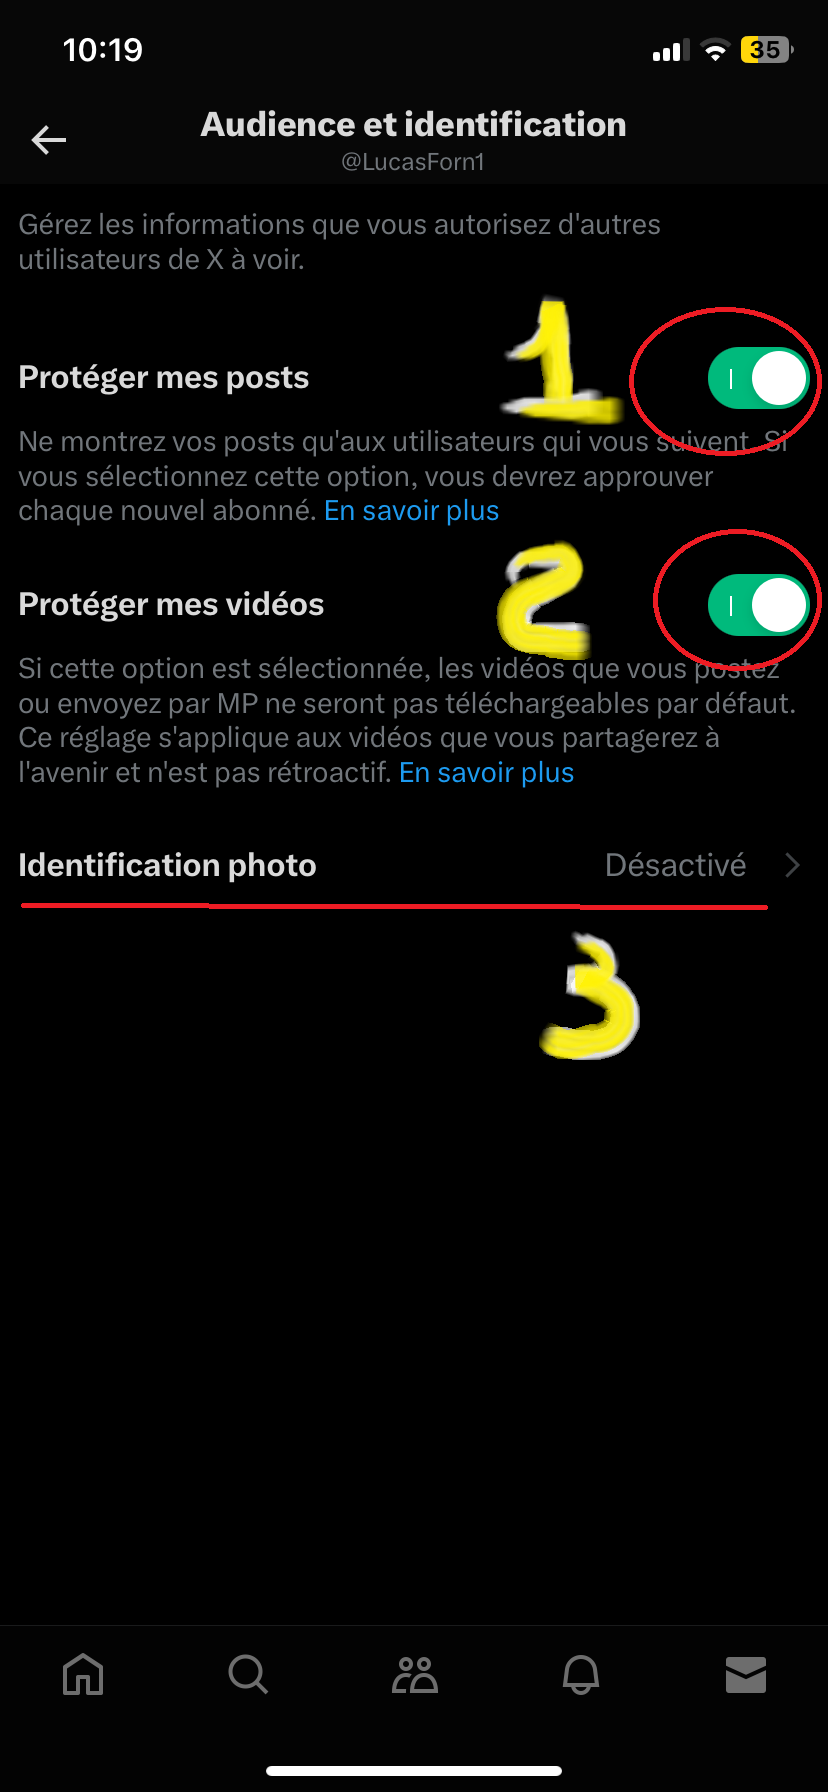 10:19
35
Audience et identification
@LucasForn1
Gérez les informations que vous autorisez d'autres
utilisateurs de X à voir.
1
Protéger mes posts
Ne montrez vos posts qu'aux utilisateurs qui vous suivent. Si
vous sélectionnez cette option, vous devrez approuver
chaque nouvel abonné. En savoir plus
2
Protéger mes vidéos
Si cette option est sélectionnée, les vidéos que vous postez
ou envoyez par MP ne seront pas téléchargeables par défaut.
Ce réglage s'applique aux vidéos que vous partagerez à
l'avenir et n'est pas rétroactif. En savoir plus
Identification photo Désactivé
3